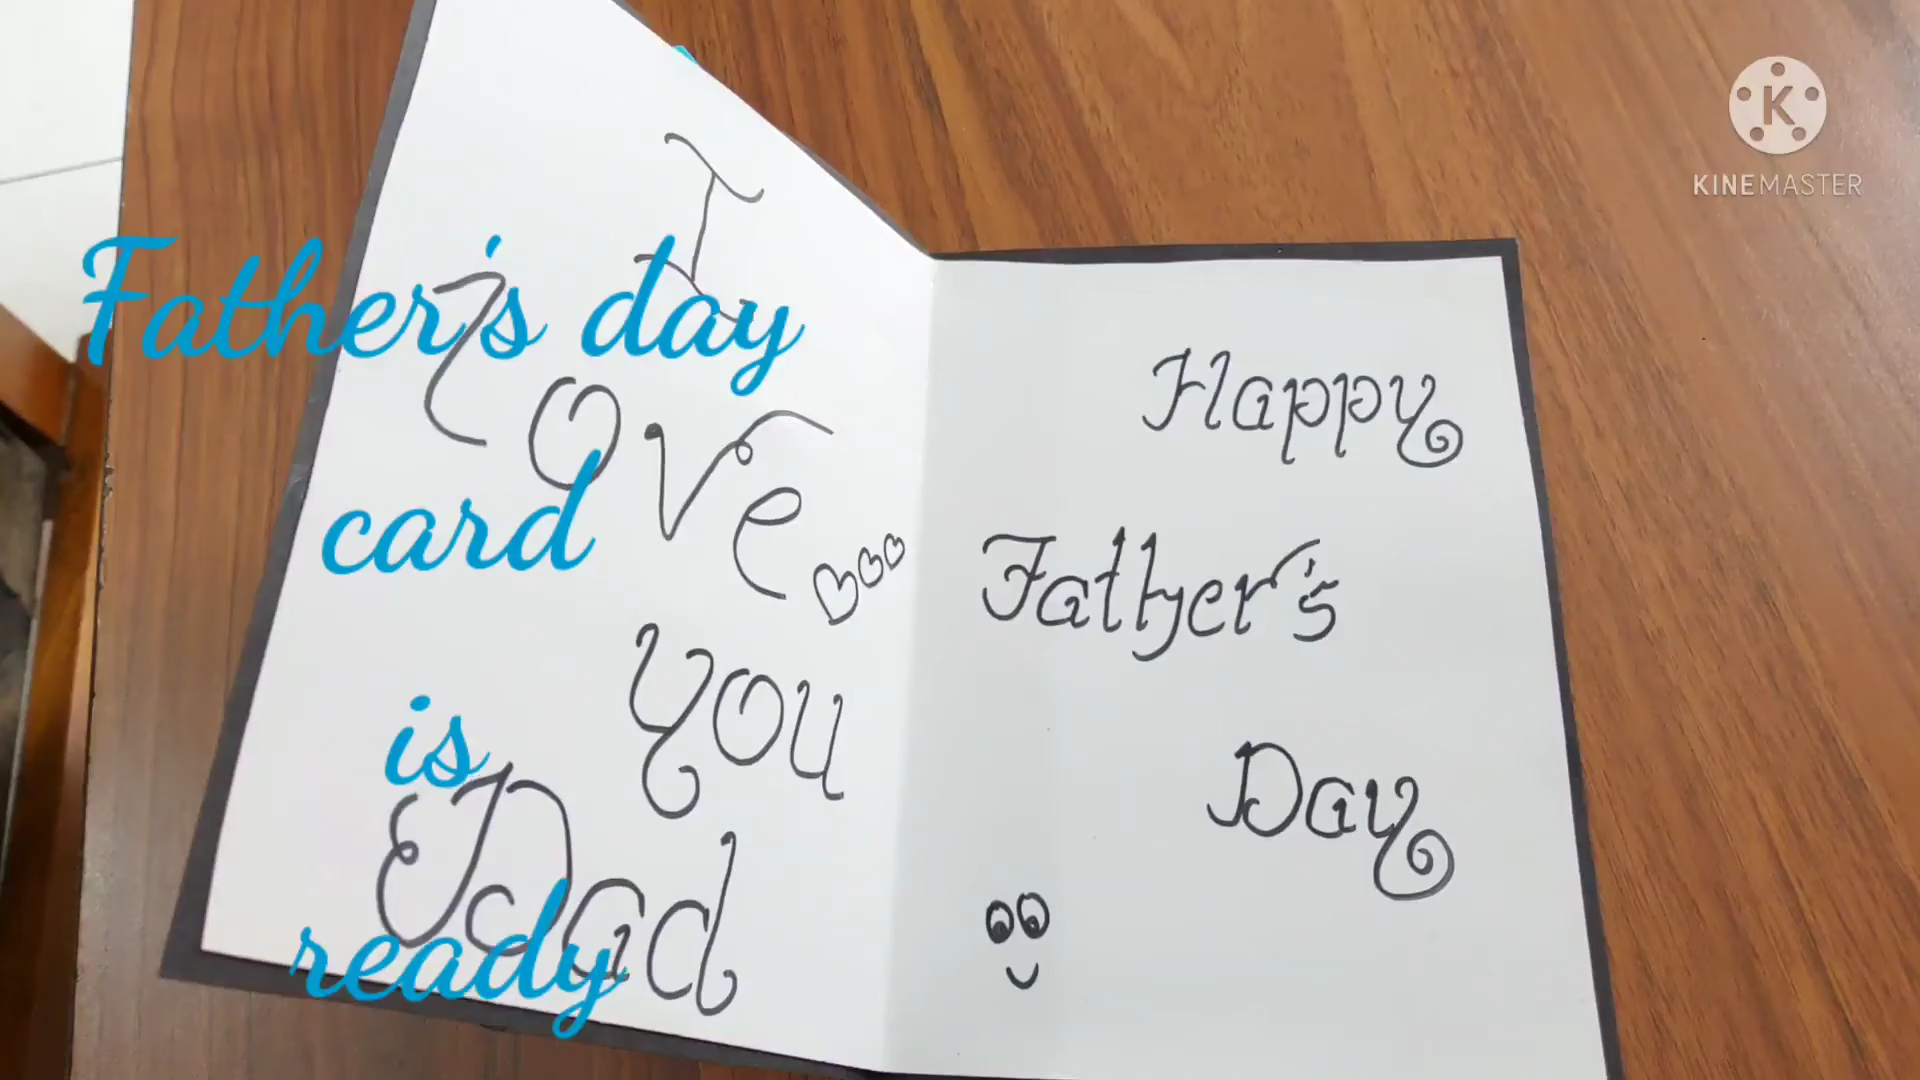 Father's day
card
is
ready
I
Love
you
Dad
Happy
Father's
Day
KINEMASTER